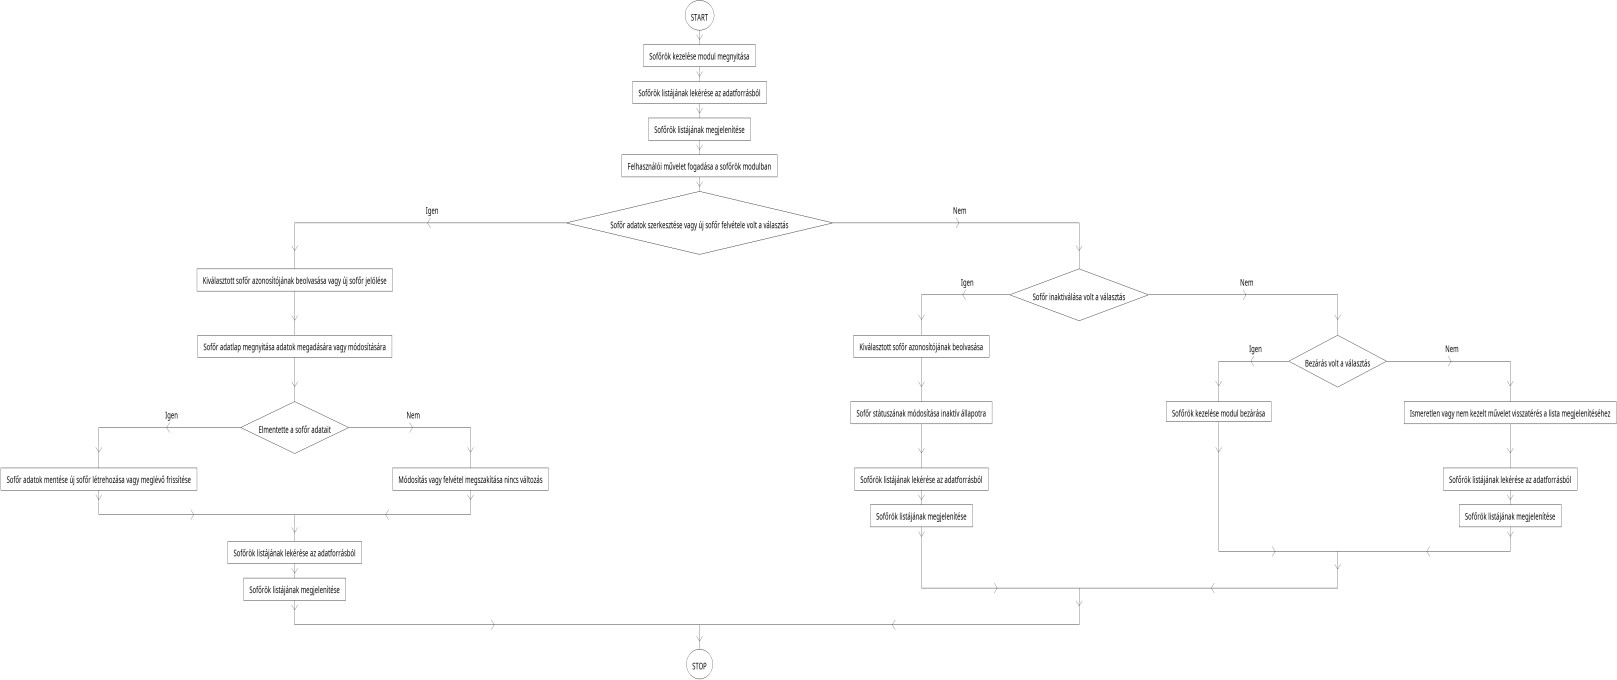 START
Sofőrök kezelése modul megnyitása
Sofőrök listájának lekérése az adatforrásból
Sofőrök listájának megjelenítése
Felhasználói művelet fogadása a sofőrök modulban
Igen
Sofőr adatok szerkesztése vagy új sofőr felvétele volt a választás
Nem
Kiválasztott sofőr azonosítójának beolvasása vagy új sofőr jelölése
Igen
Sofőr inaktiválása volt a választás
Nem
Sofőr adatlap megnyitása adatok megadására vagy módosítására
Kiválasztott sofőr azonosítójának beolvasása
Igen
Bezárás volt a választás
Nem
Igen
Elmentette a sofőr adatait
Nem
Sofőr státuszának módosítása inaktív állapotra
Sofőrök kezelése modul bezárása
Ismeretlen vagy nem kezelt művelet visszatérés a lista megjelenítéséhez
Sofőr adatok mentése új sofőr létrehozása vagy meglévő frissítése
Módosítás vagy felvétel megszakítása nincs változás
Sofőrök listájának lekérése az adatforrásból
Sofőrök listájának lekérése az adatforrásból
Sofőrök listájának megjelenítése
Sofőrök listájának megjelenítése
Sofőrök listájának lekérése az adatforrásból
Sofőrök listájának megjelenítése
STOP